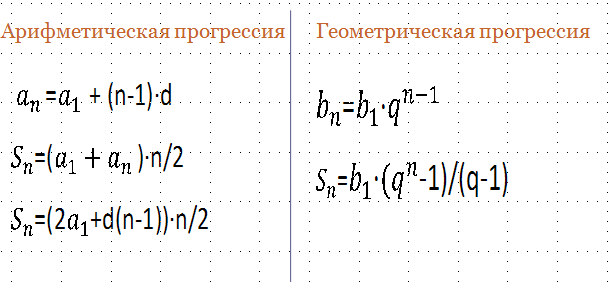 Арифметическая прогрессия
aₙ=a₁ + (n-1)·d
Sₙ=(a₁ + aₙ)·n/2
Sₙ=(2a₁+d(n-1))·n/2
Геометрическая прогрессия
bₙ=b₁·qⁿ⁻¹
Sₙ=b₁·(qⁿ-1)/(q-1)